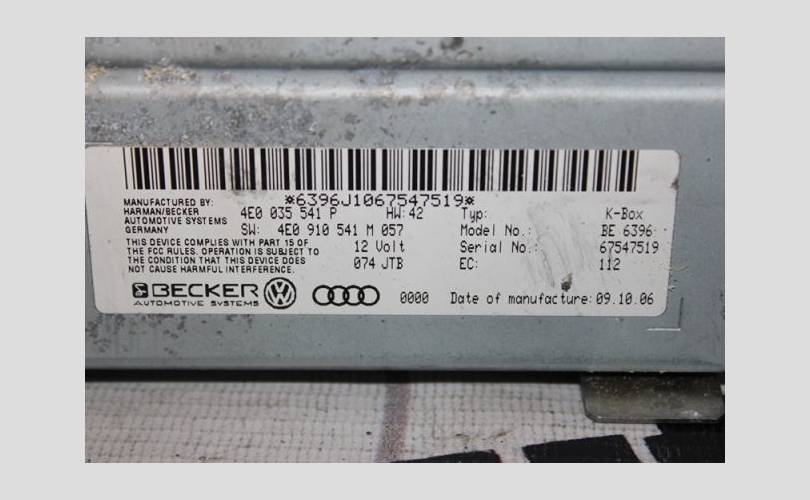 *6396J1067547519*
MANUFACTURED BY:
HARMAN/BECKER
AUTOMOTIVE SYSTEMS
GERMANY
4E0 035 541 P HW:42
SW: 4E0 910 541 M 057
12 Volt
074 JTB
THIS DEVICE COMPLIES WITH PART 15 OF
THE FCC RULES. OPERATION IS SUBJECT TO
THE CONDITION THAT THIS DEVICE DOES
NOT CAUSE HARMFUL INTERFERENCE.
Typ: K-Box
Model No.: BE 6396
Serial No.: 67547519
EC: 112
BECKER
AUTOMOTIVE SYSTEMS
0000 Date of manufacture:09.10.06